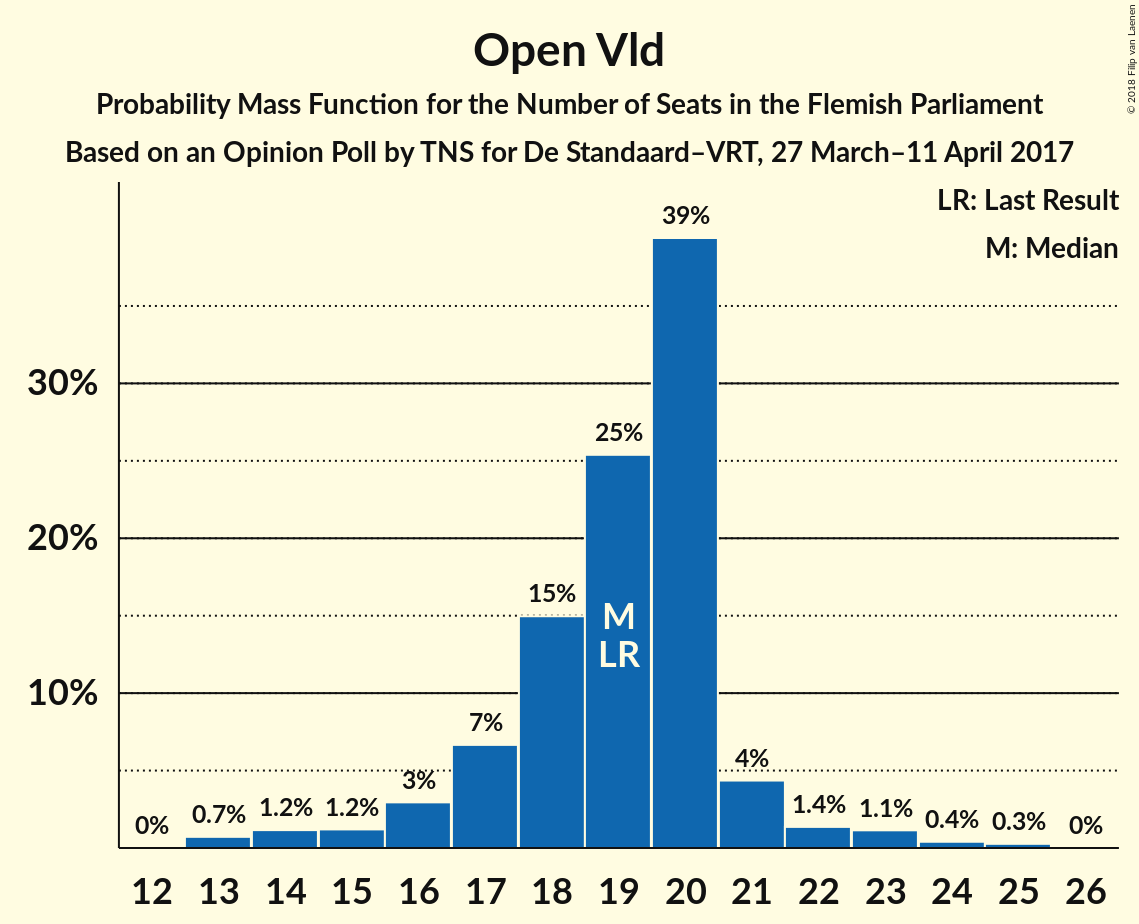 Open Vld
Probability Mass Function for the Number of Seats in the Flemish Parliament
Based on an Opinion Poll by TNS for De Standaard–VRT, 27 March–11 April 2017
© 2018 Filip van Laenen
LR: Last Result
M: Median
30%
20%
10%
0%
0.7%
1.2%
1.2%
3%
7%
15%
25%
39%
4%
1.4%
1.1%
0.4%
0.3%
0%
M
LR
12 13 14 15 16 17 18 19 20 21 22 23 24 25 26